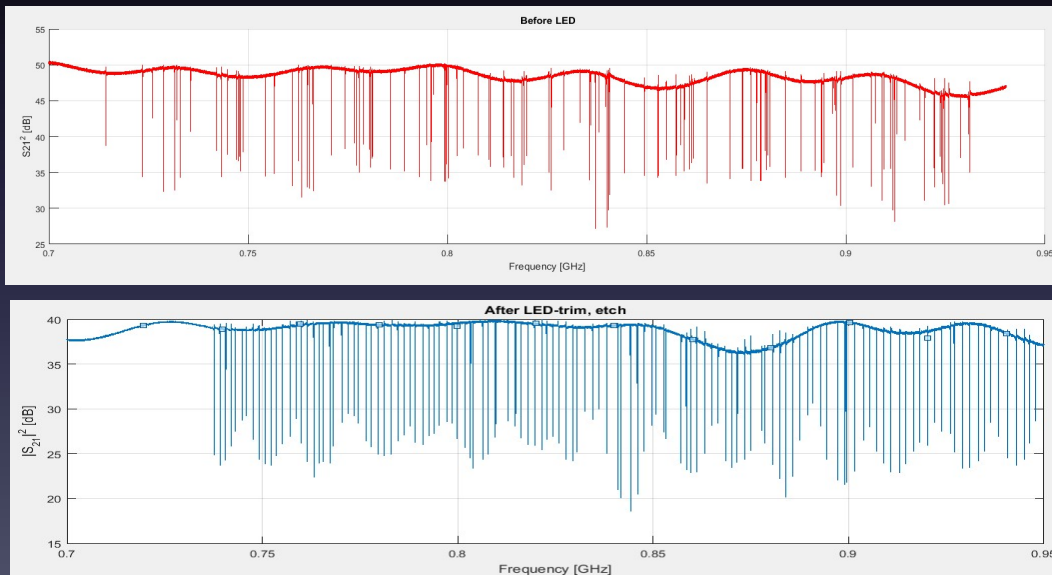 Before LED
55
50
45
40
35
30
25
S21² [dB]
0.7 0.75 0.8 0.85 0.9 0.95
Frequency [GHz]
After LED-trim, etch
40
35
30
25
20
15
|S₂₁|² [dB]
0.7 0.75 0.8 0.85 0.9 0.95
Frequency [GHz]